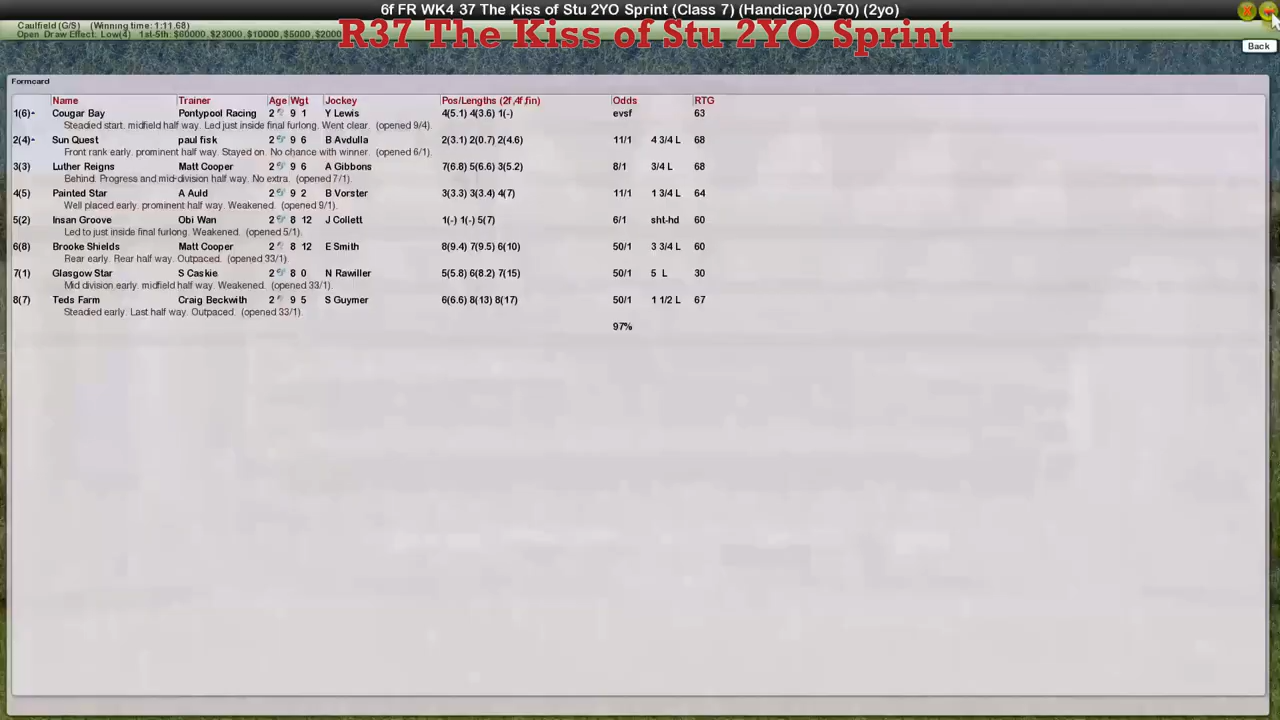 6f FR WK4 37 The Kiss of Stu 2YO Sprint (Class 7) (Handicap)(0-70) (2yo)
Caulfield (G/S) (Winning time: 1:11.68)
Open Draw Effect. Low(4) 1st-5th: $60000, $23000, $10000, $5000, $2000
R37 The Kiss of Stu 2YO Sprint
Back
Formcard
Name Trainer Age Wgt Jockey Pos/Lengths (2f,4f,fin) Odds RTG
1(6)- Cougar Bay Pontypool Racing 2 9 1 Y Lewis 4(5.1) 4(3.6) 1(-) evsf 63
Steadied start. midfield half way. Led just inside final furlong. Went clear. (opened 9/4).
2(4)- Sun Quest paul fisk 2 9 6 B Avdulla 2(3.1) 2(0.7) 2(4.6) 11/1 4 3/4 L 68
Front rank early. prominent half way. Stayed on. No chance with winner. (opened 6/1).
3(3) Luther Reigns Matt Cooper 2 9 6 A Gibbons 7(6.8) 5(6.6) 3(5.2) 8/1 3/4 L 68
Behind. Progress and mid-division half way. No extra. (opened 7/1).
4(5) Painted Star A Auld 2 9 2 B Vorster 3(3.3) 3(3.4) 4(7) 11/1 1 3/4 L 64
Well placed early. prominent half way. Weakened. (opened 9/1).
5(2) Insan Groove Obi Wan 2 8 12 J Collett 1(-) 1(-) 5(7) 6/1 sht-hd 60
Led to just inside final furlong. Weakened. (opened 5/1).
6(8) Brooke Shields Matt Cooper 2 8 12 E Smith 8(9.4) 7(9.5) 6(10) 50/1 3 3/4 L 60
Rear early. Rear half way. Outpaced. (opened 33/1).
7(1) Glasgow Star S Caskie 2 8 0 N Rawiller 5(5.8) 6(8.2) 7(15) 50/1 5 L 30
Mid division early. midfield half way. Weakened. (opened 33/1).
8(7) Teds Farm Craig Beckwith 2 9 5 S Guymer 6(6.6) 8(13) 8(17) 50/1 1 1/2 L 67
Steadied early. Last half way. Outpaced. (opened 33/1).
97%